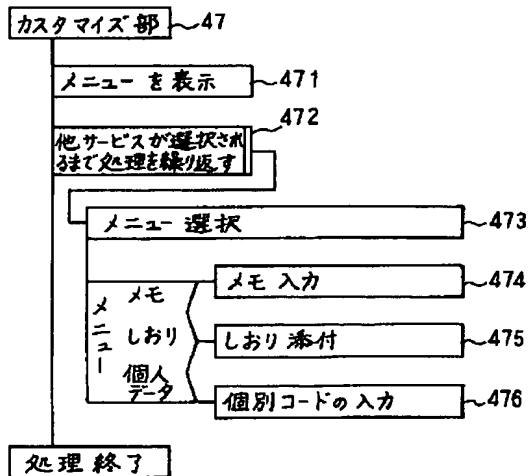 カスタマイズ部 47
メニューを表示 471
他サービスが選択され 472
るまで処理を繰り返す
メニュー選択 473
メモ入力 474
メニュー
メモ
しおり
個人
データ
しおり添付 475
個別コードの入力 476
処理終了